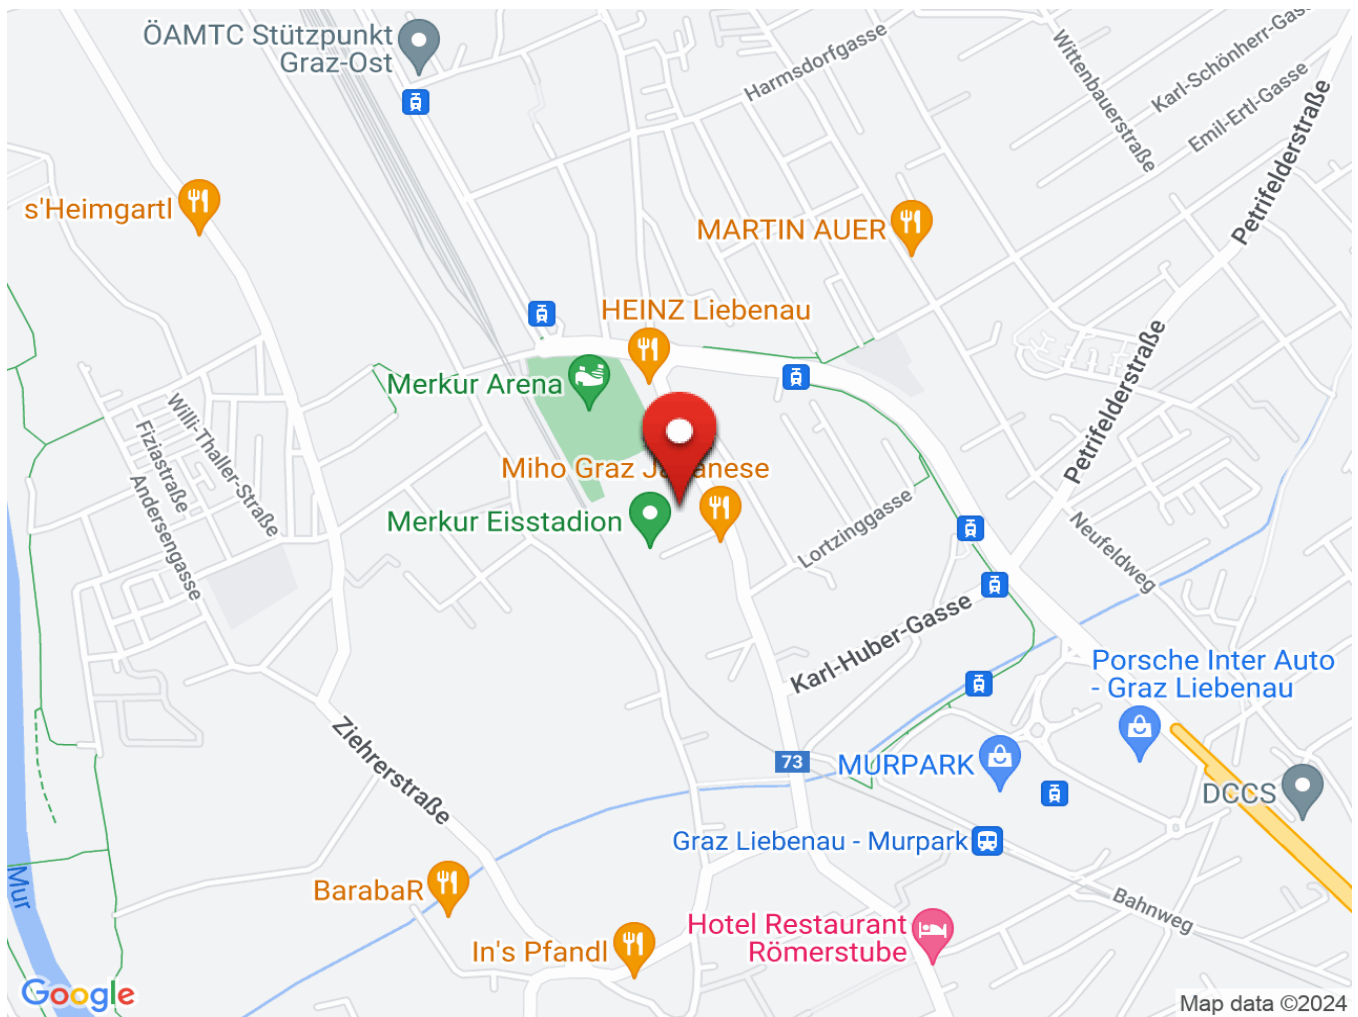 ÖAMTC Stützpunkt
Graz-Ost
Harmsdorfgasse
Wittenbauerstraße
Karl-Schönherr-Gas
Emil-Ertl-Gasse
Petrifelderstraße
s'Heimgartl
MARTIN AUER
HEINZ Liebenau
Merkur Arena
Petrifelderstraße
Willi-Thaller-Straße
Fiziastraße
Andersengasse
Miho Graz Ja anese
Merkur Eisstadion
Lortzinggasse
Neufeldweg
Karl-Huber-Gasse
Porsche Inter Auto
- Graz Liebenau
Ziehrerstraße
73
MURPARK
DCCS
Graz Liebenau - Murpark
Mur
BarabaR
Bahnweg
In's Pfandl
Hotel Restaurant
Römerstube
Google
Map data ©2024